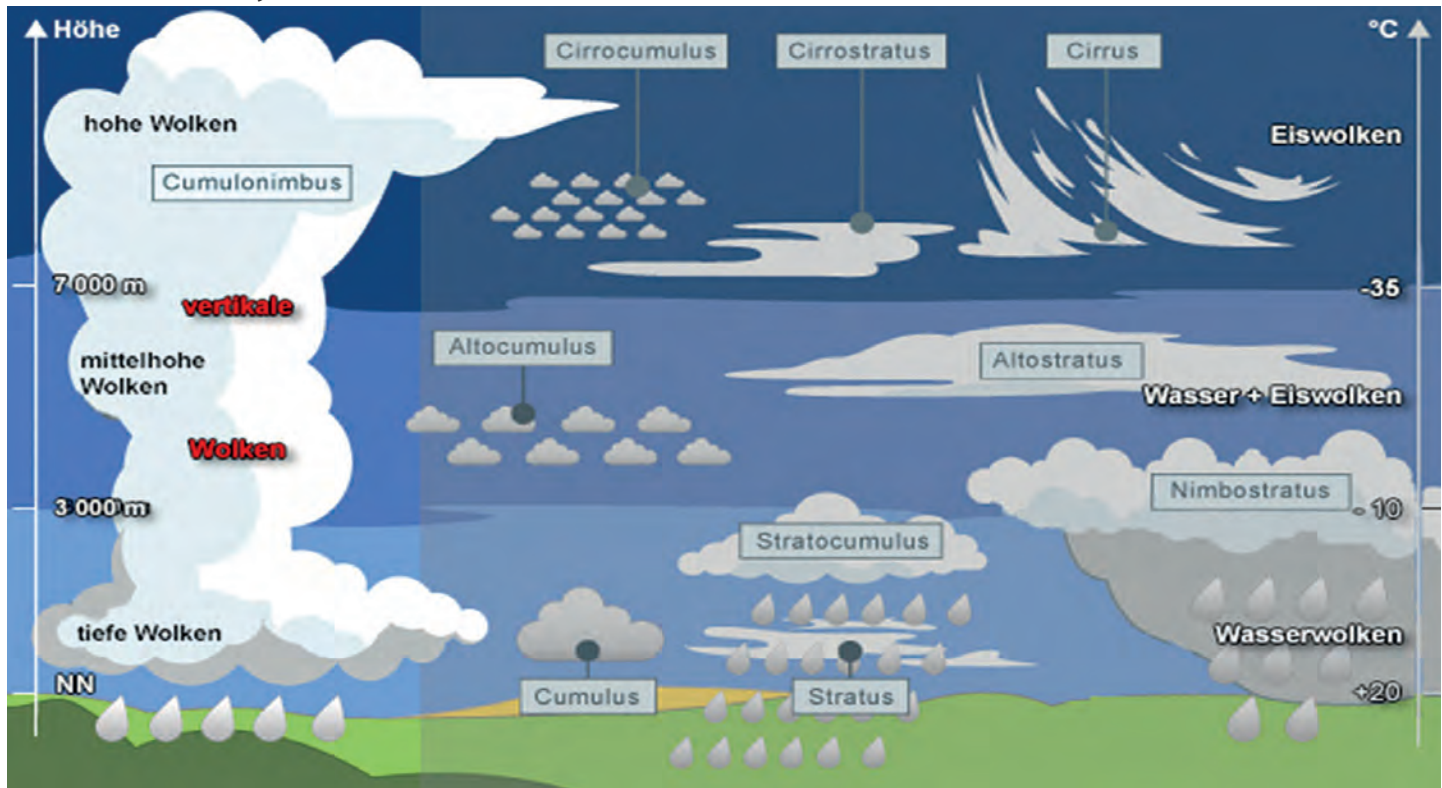 Höhe
°C
Cirrocumulus
Cirrostratus
Cirrus
hohe Wolken
Eiswolken
Cumulonimbus
7 000 m
-35
vertikale
Altocumulus
Altostratus
mittelhohe
Wolken
Wasser + Eiswolken
Wolken
Nimbostratus
3 000 m
- 10
Stratocumulus
tiefe Wolken
Wasserwolken
NN
+20
Cumulus
Stratus